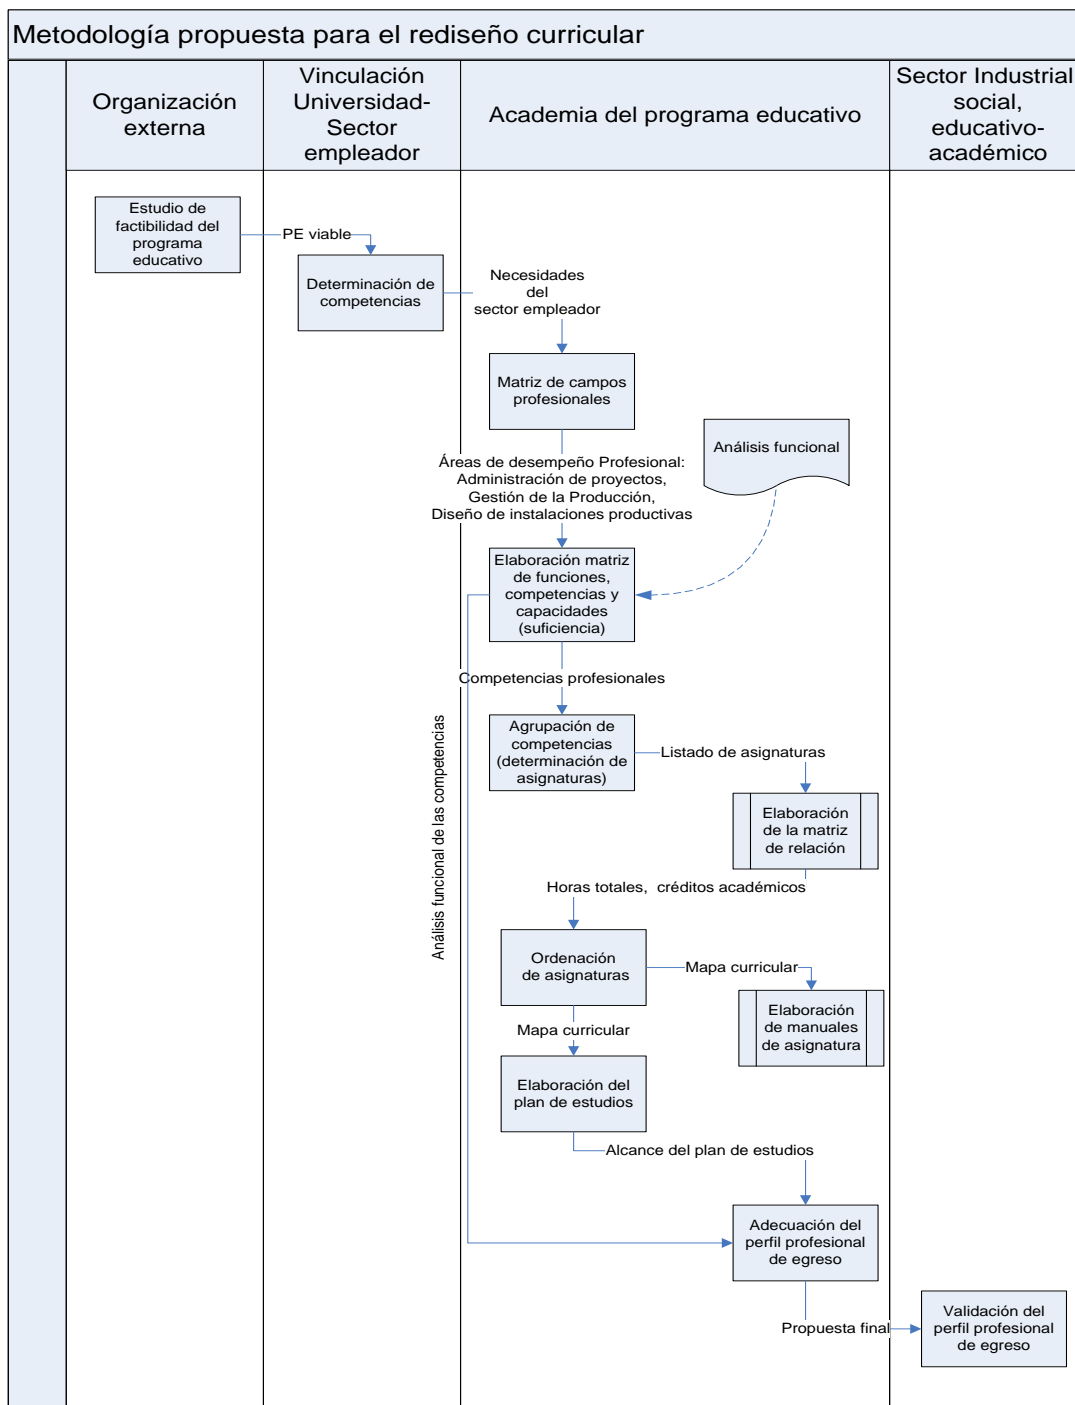 Metodología propuesta para el rediseño curricular
Organización
externa
Vinculación
Universidad-
Sector
empleador
Academia del programa educativo
Sector Industrial
social,
educativo-
académico
Estudio de
factibilidad del
programa
educativo
PE viable
Determinación de
competencias
Necesidades
del
sector empleador
Matriz de campos
profesionales
Análisis funcional
Áreas de desempeño Profesional:
Administración de proyectos,
Gestión de la Producción,
Diseño de instalaciones productivas
Elaboración matriz
de funciones,
competencias y
capacidades
(suficiencia)
Competencias profesionales
Análisis funcional de las competencias
Agrupación de
competencias
(determinación de
asignaturas)
Listado de asignaturas
Elaboración
de la matriz
de relación
Horas totales, créditos académicos
Ordenación
de asignaturas
Mapa curricular
Elaboración
de manuales
de asignatura
Mapa curricular
Elaboración del
plan de estudios
Alcance del plan de estudios
Adecuación del
perfil profesional
de egreso
Propuesta final
Validación del
perfil profesional
de egreso